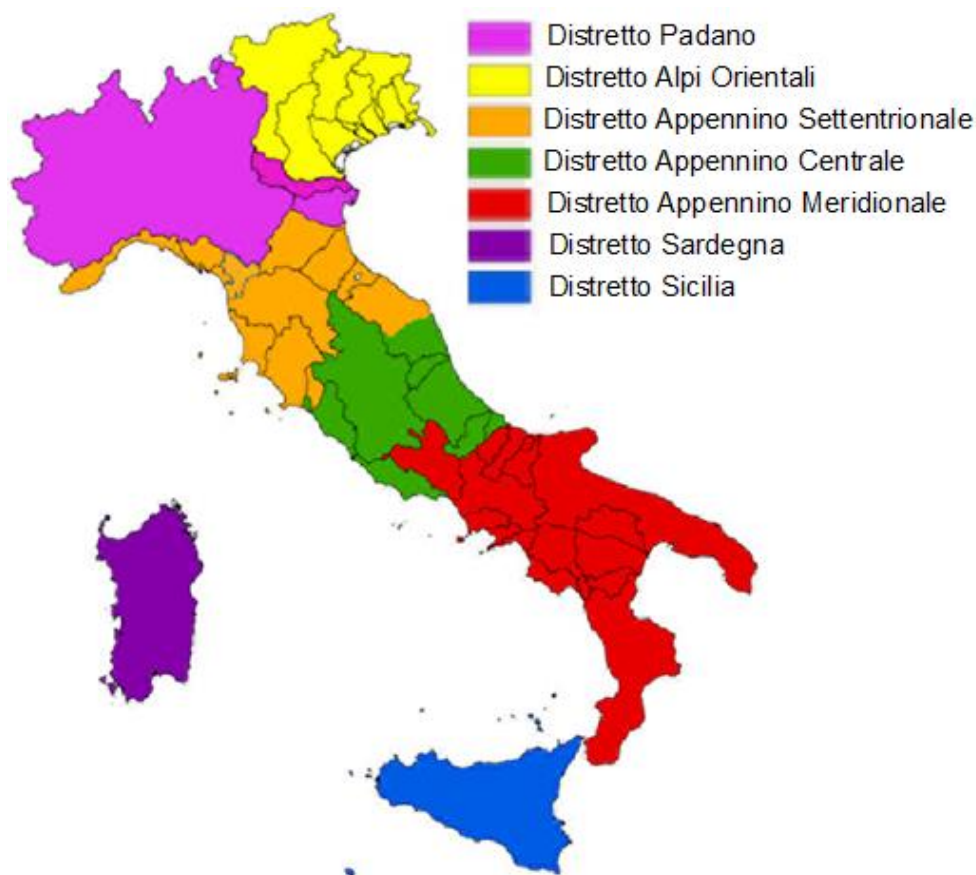 Distretto Padano
Distretto Alpi Orientali
Distretto Appennino Settentrionale
Distretto Appennino Centrale
Distretto Appennino Meridionale
Distretto Sardegna
Distretto Sicilia